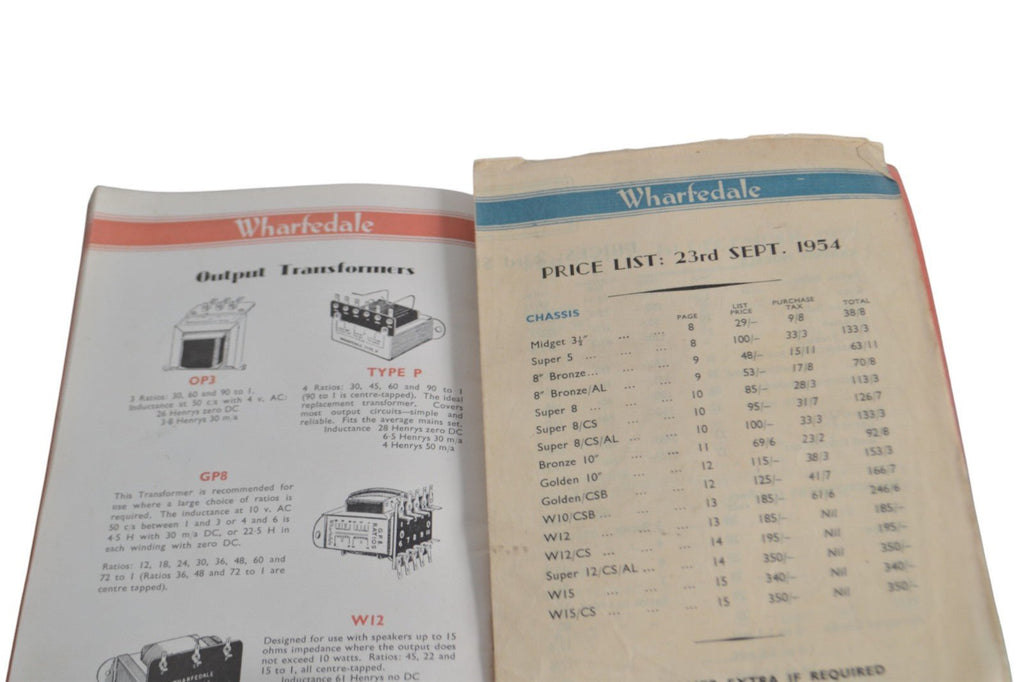 Wharfedale
Output Transformers
OP3
3 Ratios: 30, 60 and 90 to 1,
Inductance at 50 c/s with 4 v. AC:
26 Henrys zero DC
3·8 Henrys 30 m/a
TYPE P
4 Ratios: 30, 45, 60 and 90 to 1
(90 to 1 is centre-tapped). The ideal
replacement transformer. Covers
most output circuits—simple and
reliable. Fits the average mains set.
Inductance 28 Henrys zero DC
6·5 Henrys 30 m/a
4 Henrys 50 m/a
GP8
This Transformer is recommended for
use where a large choice of ratios is
required. The Inductance at 10 v. AC
50 c/s between 1 and 3 or 4 and 6 is
4·5 H with 30 m/a DC, or 22·5 H in
each winding with zero DC.
Ratios: 12, 18, 24, 30, 36, 48, 60 and
72 to 1 (Ratios 36, 48 and 72 to 1 are
centre tapped).
GP8
RATIOS
W12
Designed for use with speakers up to 15
ohms impedance where the output does
not exceed 10 watts. Ratios: 45, 22 and
15 to 1, all centre-tapped.
Inductance 61 Henrys no DC
WHARFEDALE
Wharfedale
PRICE LIST: 23rd SEPT. 1954
CHASSIS PAGE LIST PRICE PURCHASE TAX TOTAL
Midget 3½" ... ... 8 29/– 9/8 38/8
Super 5 ... ... ... 8 100/– 33/3 133/3
8" Bronze... ... ... 9 48/– 15/11 63/11
8" Bronze/AL ... ... 9 53/– 17/8 70/8
Super 8 ... ... ... 10 85/– 28/3 113/3
Super 8/CS ... ... 10 95/– 31/7 126/7
Super 8/CS/AL ... ... 10 100/– 33/3 133/3
Bronze 10" ... ... 11 69/6 23/2 92/8
Golden 10" ... ... 12 115/– 38/3 153/3
Golden/CSB ... ... 12 125/– 41/7 166/7
W10/CSB ... ... ... 13 185/– 61/6 246/6
W12 ... ... ... 13 185/– Nil 185/–
W12/CS ... ... ... 14 195/– Nil 195/–
Super 12/CS/AL ... ... 14 350/– Nil 350/–
W15 ... ... ... 15 340/– Nil 340/–
W15/CS ... ... ... 15 350/– Nil 350/–
EXTRA IF REQUIRED